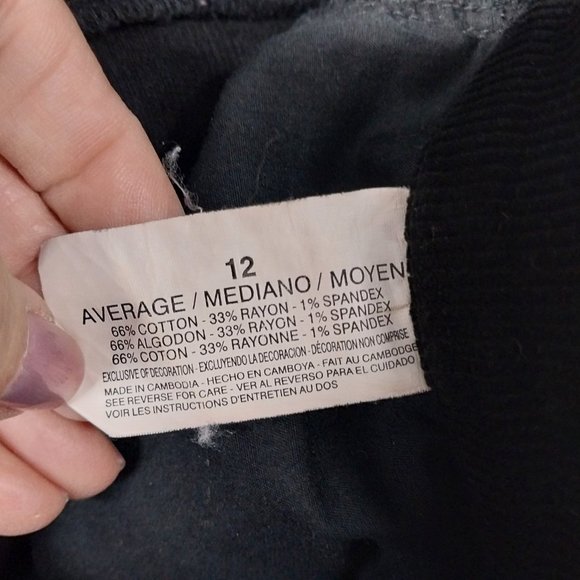 12
AVERAGE / MEDIANO / MOYEN
66% COTTON - 33% RAYON - 1% SPANDEX
66% ALGODON - 33% RAYON - 1% SPANDEX
66% COTON - 33% RAYONNE - 1% SPANDEX
EXCLUSIVE OF DECORATION - EXCLUYENDO LA DECORACION - DÉCORATION NON COMPRISE
MADE IN CAMBODIA - HECHO EN CAMBOYA - FAIT AU CAMBODGE
SEE REVERSE FOR CARE - VER AL REVERSO PARA EL CUIDADO
VOIR LES INSTRUCTIONS D'ENTRETIEN AU DOS